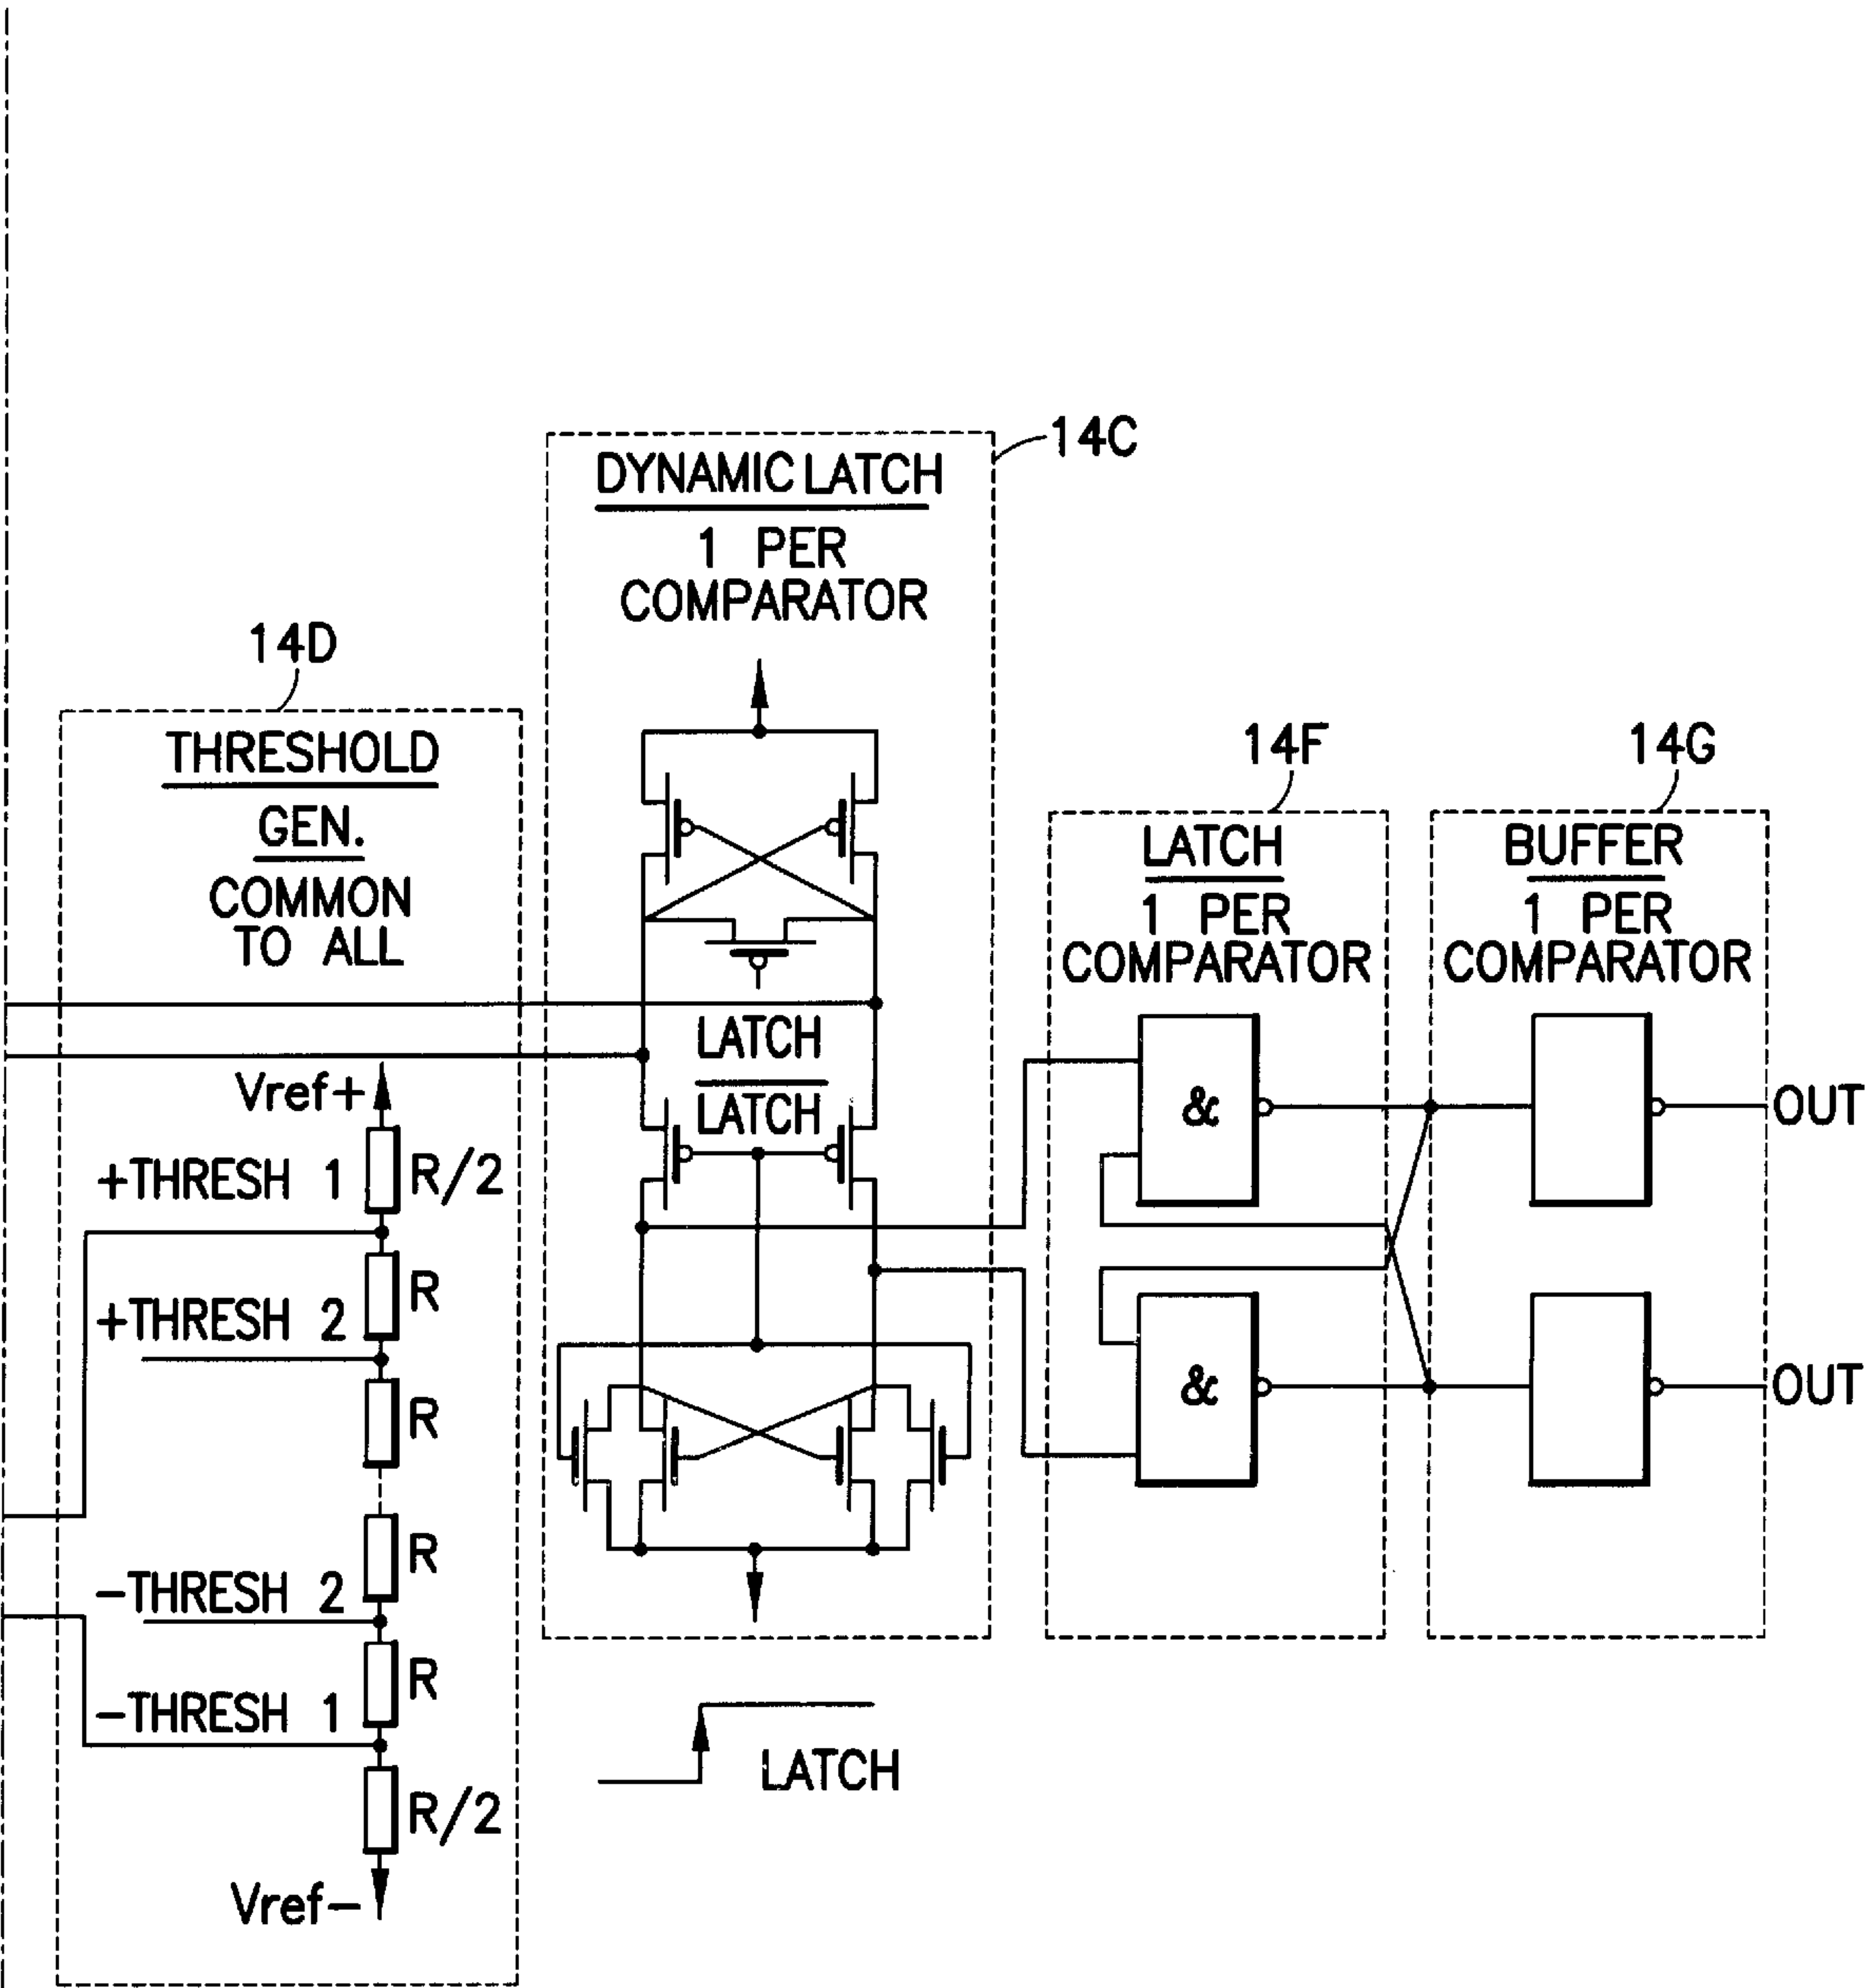 14C
DYNAMIC LATCH
1 PER
COMPARATOR
14D
THRESHOLD
GEN.
COMMON
TO ALL
14F
LATCH
1 PER
COMPARATOR
14G
BUFFER
1 PER
COMPARATOR
LATCH
LATCH
Vref+
+THRESH 1
R/2
R
+THRESH 2
R
R
-THRESH 2
R
-THRESH 1
R/2
Vref-
&
OUT
&
OUT
LATCH